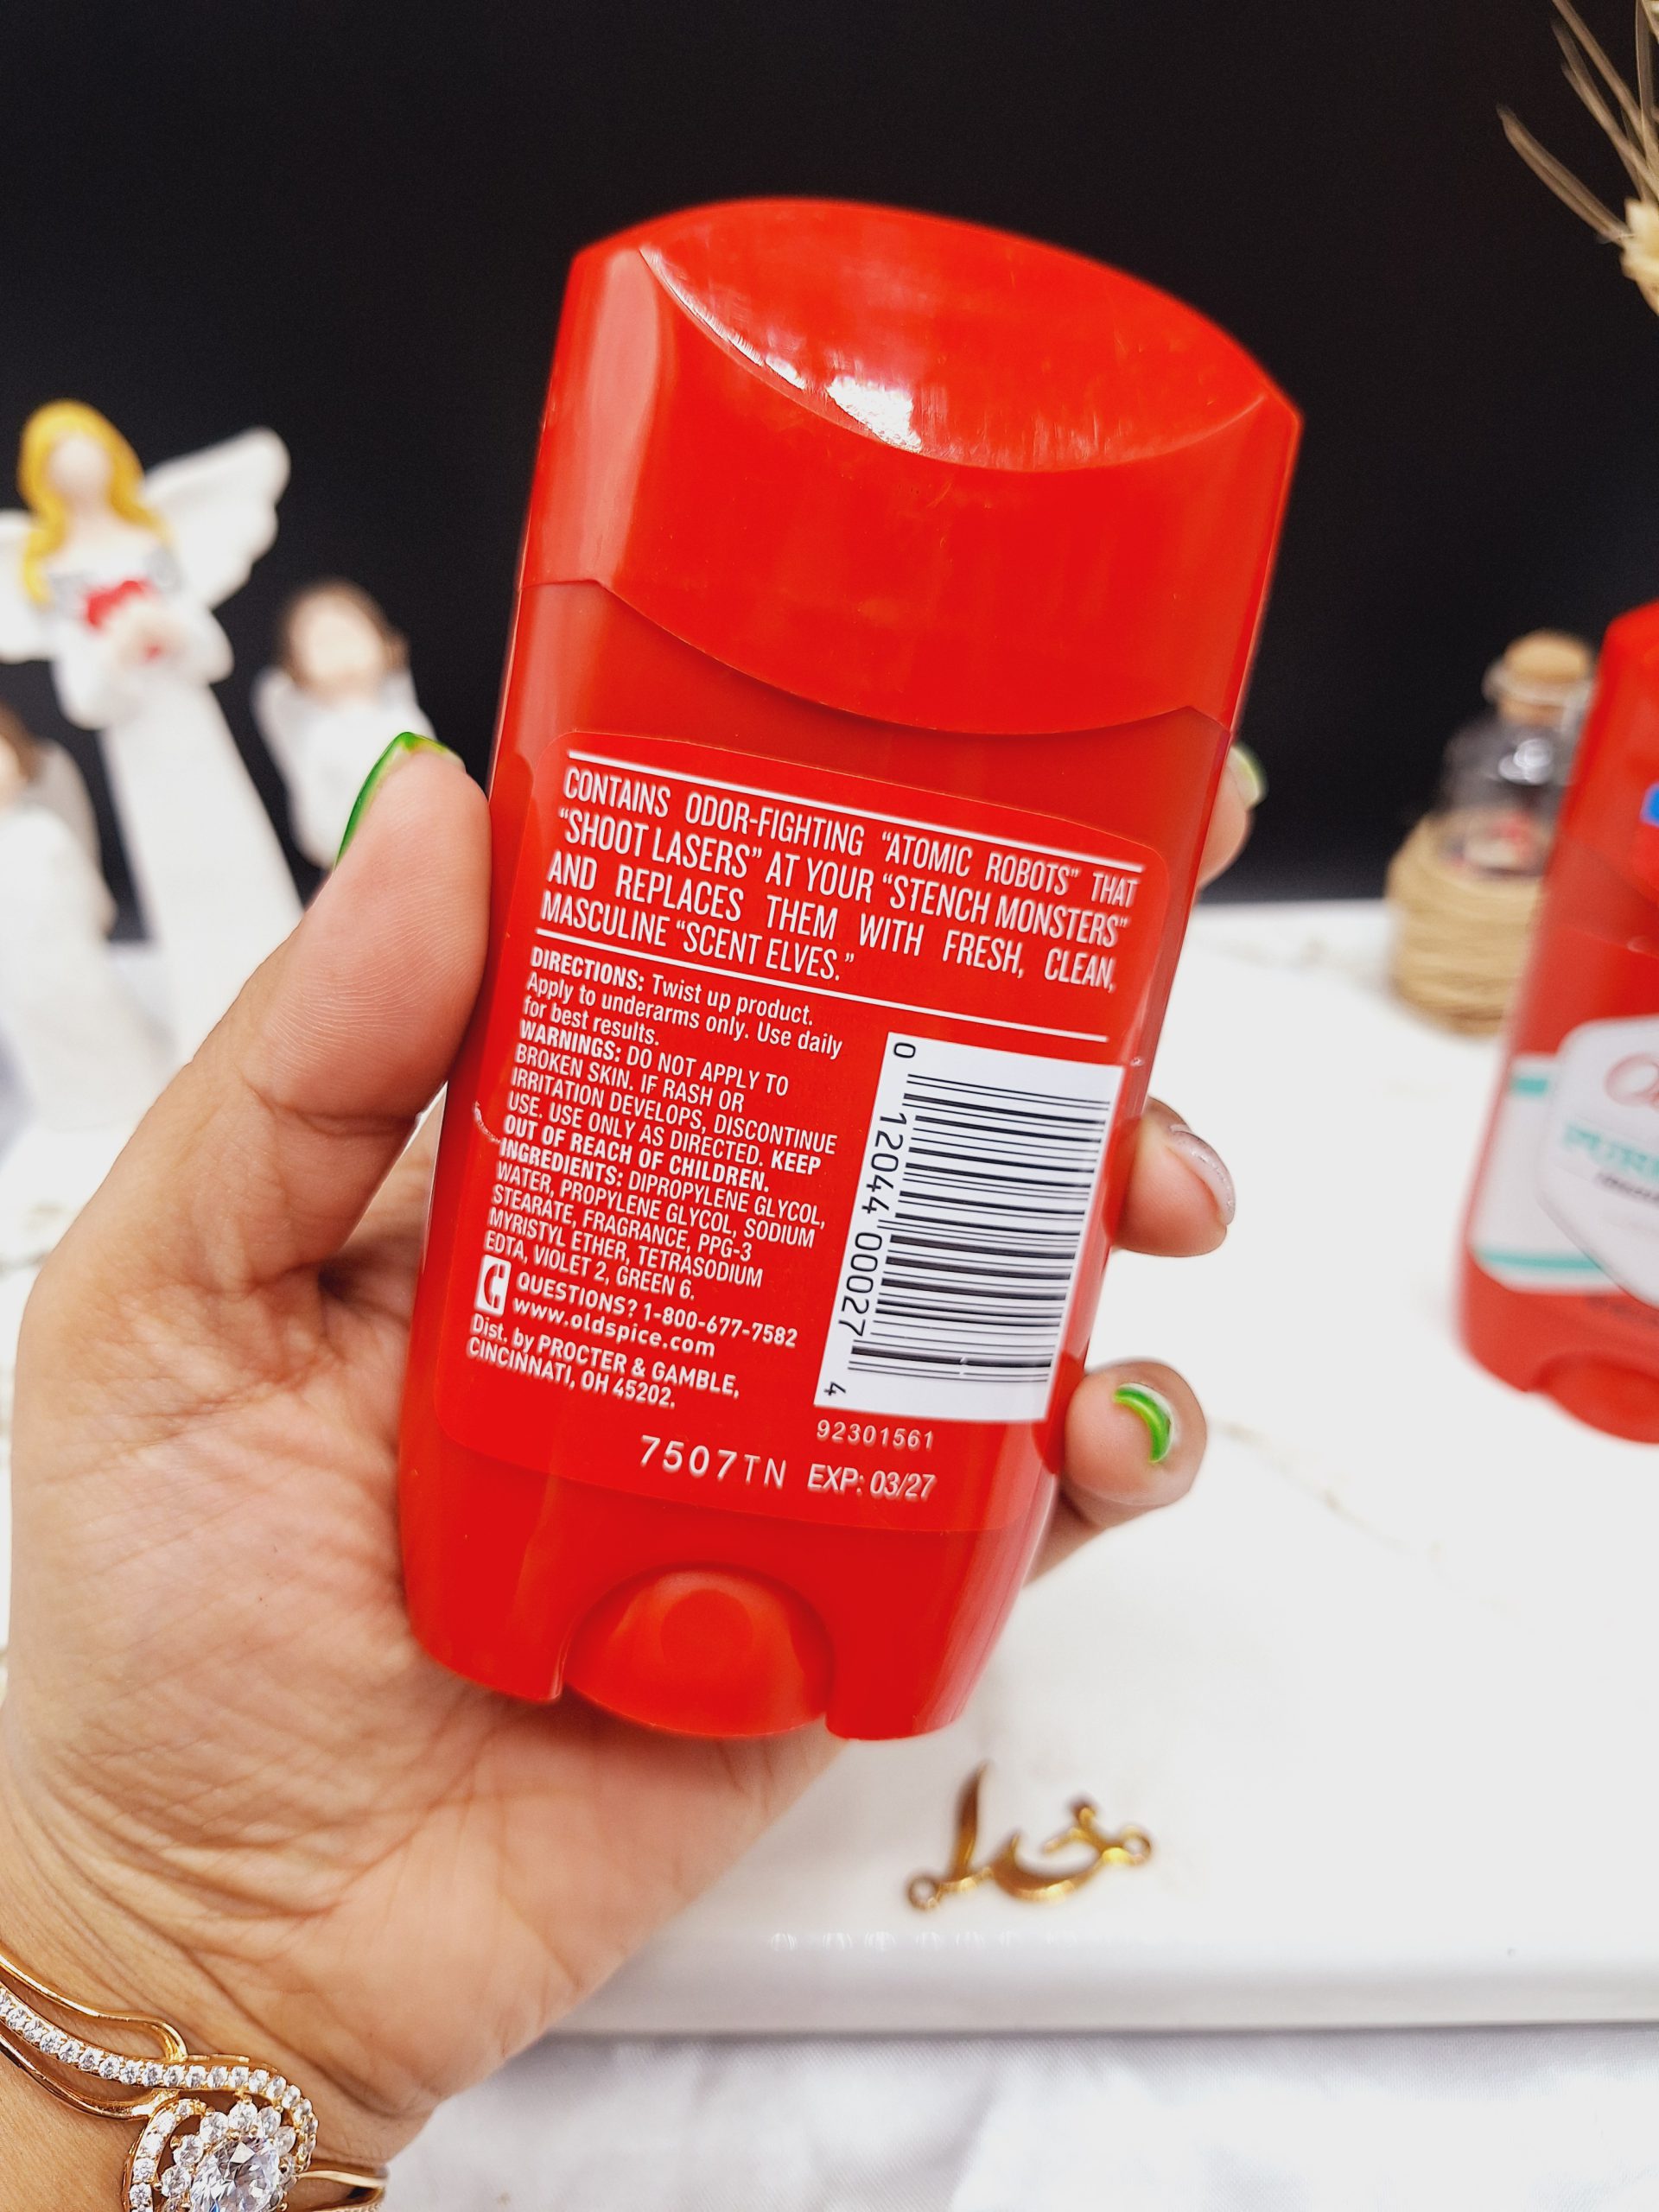 CONTAINS ODOR-FIGHTING “ATOMIC ROBOTS” THAT
“SHOOT LASERS” AT YOUR “STENCH MONSTERS”
AND REPLACES THEM WITH FRESH, CLEAN,
MASCULINE “SCENT ELVES.”
DIRECTIONS: Twist up product.
Apply to underarms only. Use daily
for best results.
WARNINGS: DO NOT APPLY TO
BROKEN SKIN. IF RASH OR
IRRITATION DEVELOPS, DISCONTINUE
USE. USE ONLY AS DIRECTED. KEEP
OUT OF REACH OF CHILDREN.
INGREDIENTS: DIPROPYLENE GLYCOL,
WATER, PROPYLENE GLYCOL, SODIUM
STEARATE, FRAGRANCE, PPG-3
MYRISTYL ETHER, TETRASODIUM
EDTA, VIOLET 2, GREEN 6.
QUESTIONS? 1-800-677-7582
www.oldspice.com
Dist. by PROCTER & GAMBLE,
CINCINNATI, OH 45202.
0 12044 00027 4
92301561
7507TN EXP: 03/27